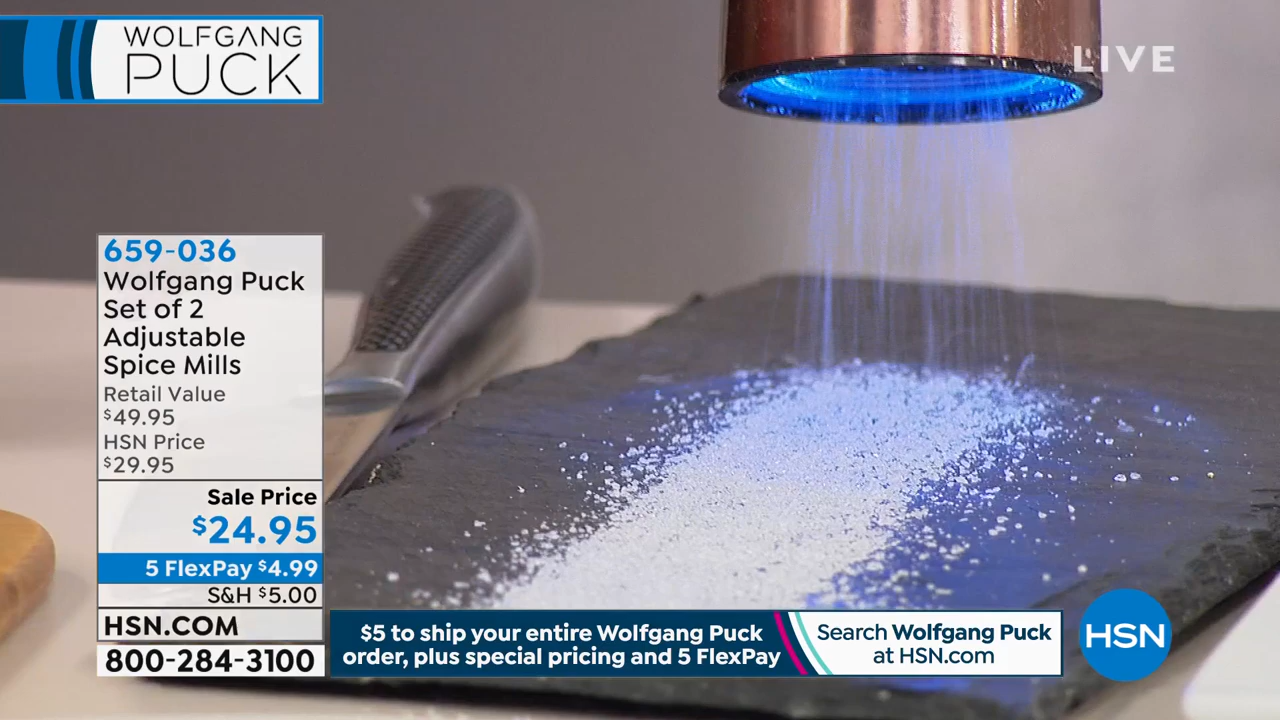 WOLFGANG
PUCK
LIVE
659-036
Wolfgang Puck
Set of 2
Adjustable
Spice Mills
Retail Value
$49.95
HSN Price
$29.95
Sale Price
$24.95
5 FlexPay $4.99
S&H $5.00
HSN.COM
800-284-3100
$5 to ship your entire Wolfgang Puck
order, plus special pricing and 5 FlexPay
Search Wolfgang Puck
at HSN.com
HSN